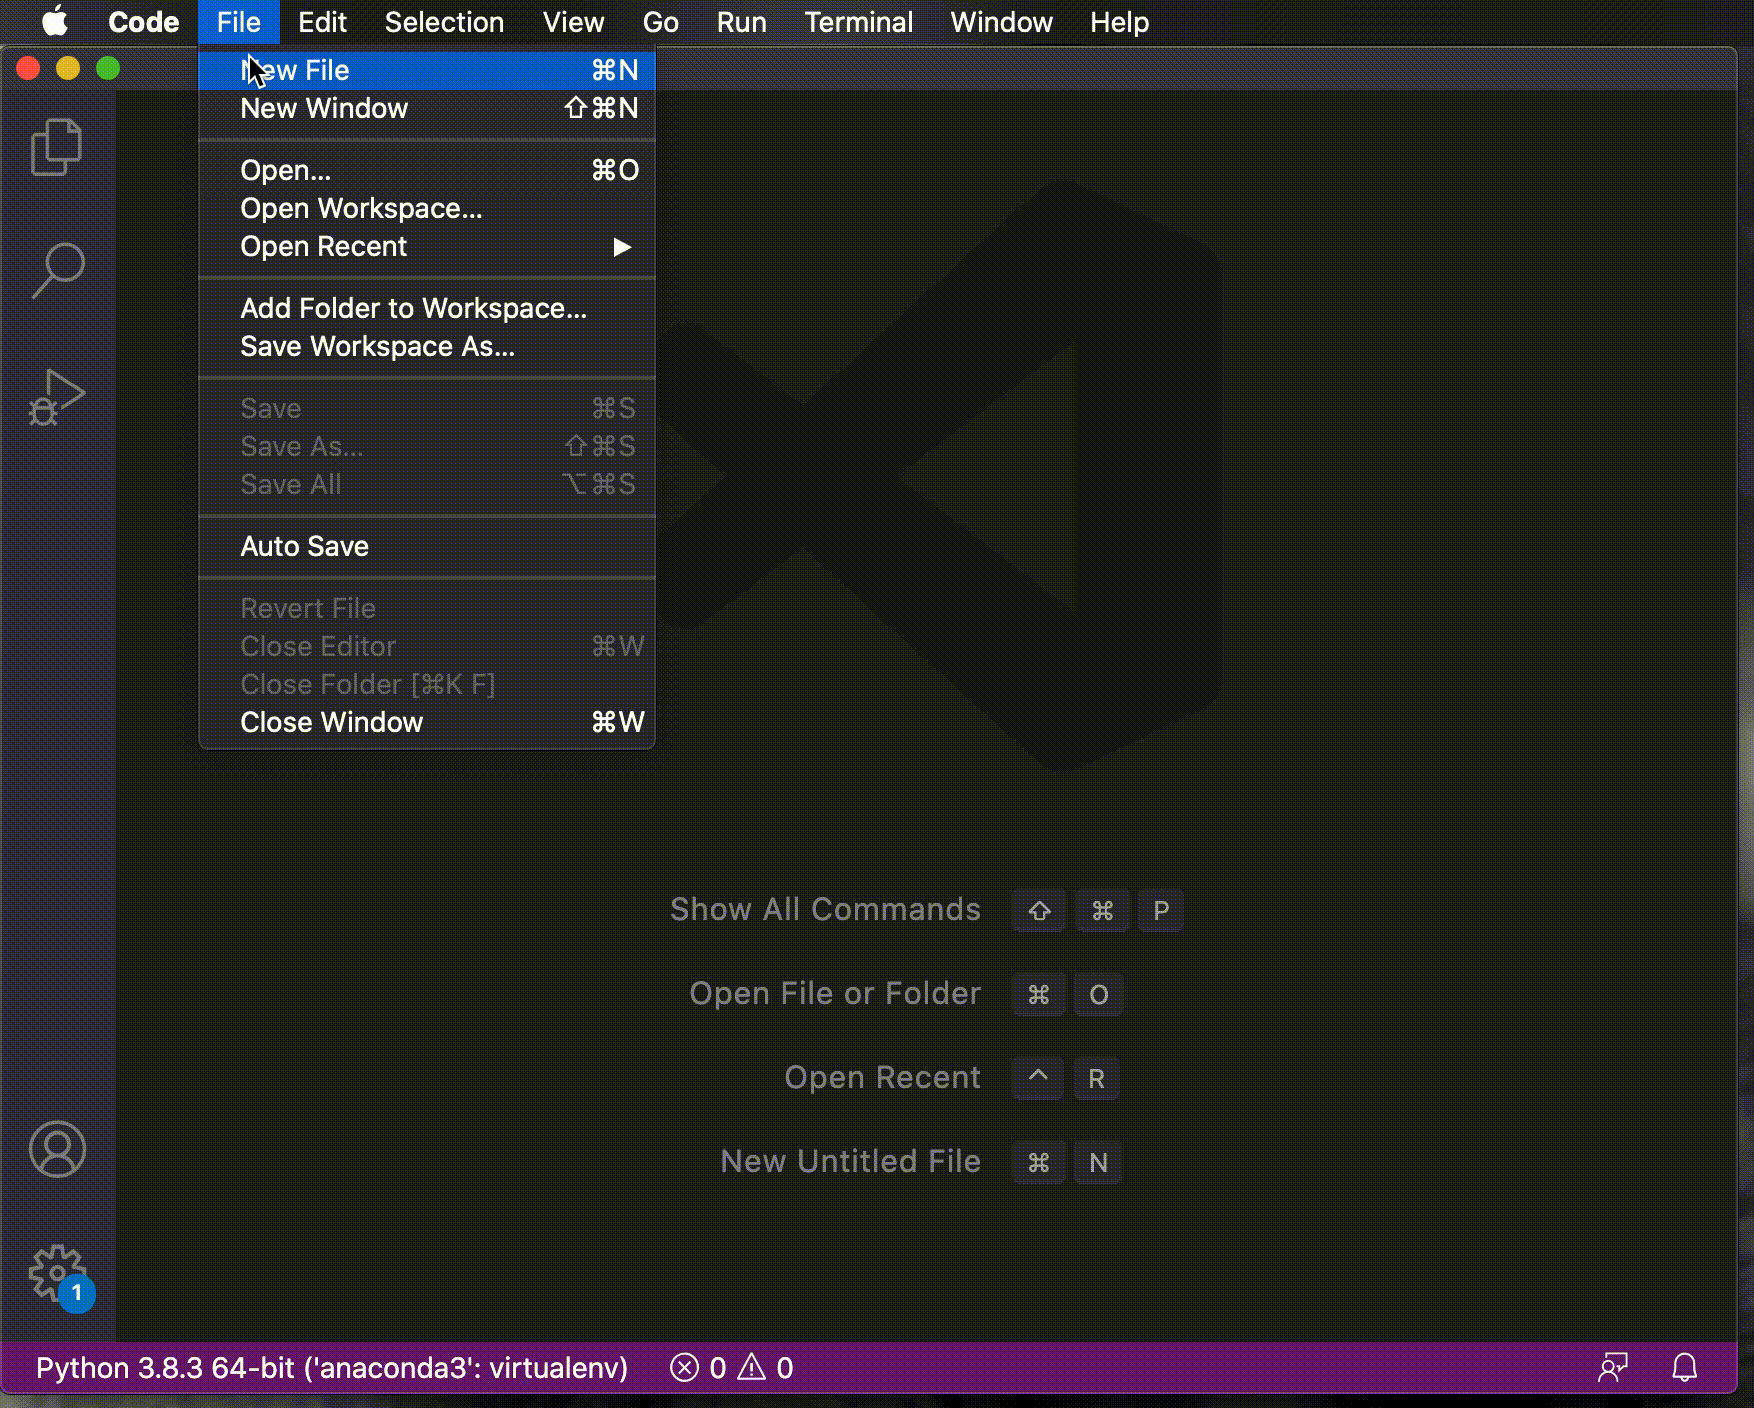 Code File Edit Selection View Go Run Terminal Window Help
New File ⌘N
New Window ⇧⌘N
Open... ⌘O
Open Workspace...
Open Recent ▶
Add Folder to Workspace...
Save Workspace As...
Save ⌘S
Save As... ⇧⌘S
Save All ⌥⌘S
Auto Save
Revert File
Close Editor ⌘W
Close Folder [⌘K F]
Close Window ⌘W
Show All Commands ⇧ ⌘ P
Open File or Folder ⌘ O
Open Recent ^ R
New Untitled File ⌘ N
1
Python 3.8.3 64-bit ('anaconda3': virtualenv) 0 0